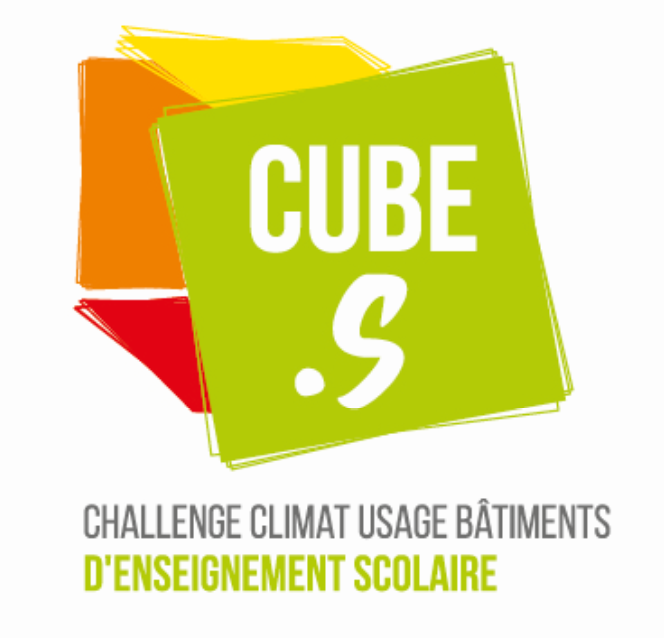 CUBE
.S
CHALLENGE CLIMAT USAGE BÂTIMENTS
D'ENSEIGNEMENT SCOLAIRE